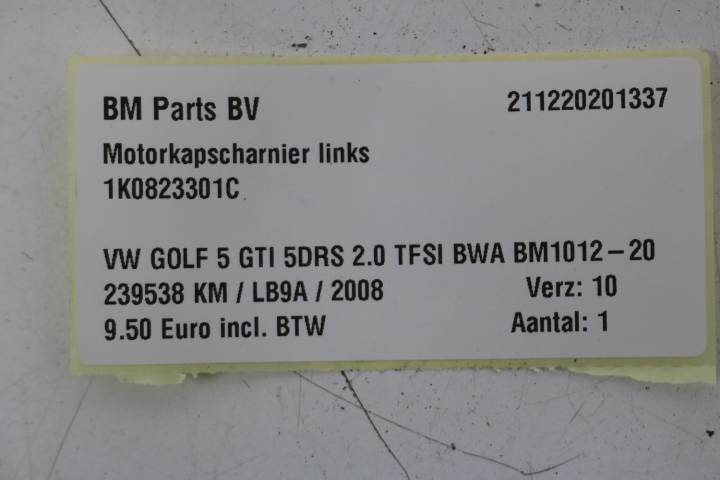 BM Parts BV 211220201337
Motorkapscharnier links
1K0823301C
VW GOLF 5 GTI 5DRS 2.0 TFSI BWA BM1012-20
239538 KM / LB9A / 2008 Verz: 10
9.50 Euro incl. BTW Aantal: 1